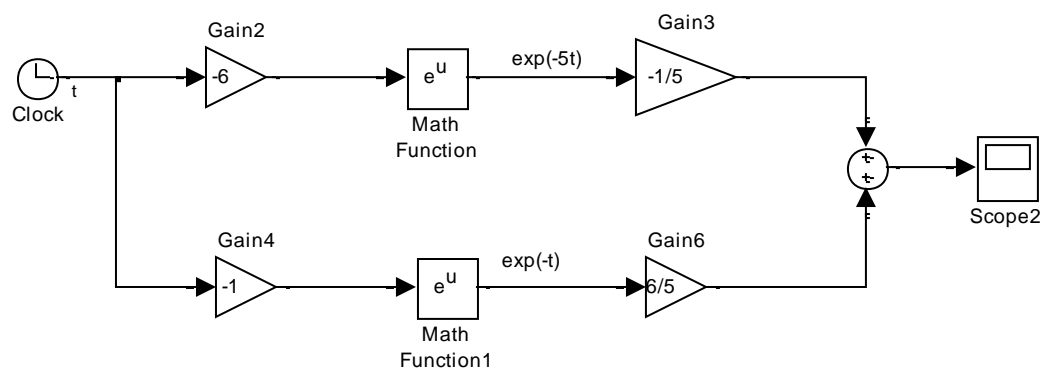 Gain2
Gain3
-6
e^u
exp(-5t)
-1/5
t
Clock
Math
Function
+
+
Scope2
Gain4
Gain6
-1
e^u
exp(-t)
6/5
Math
Function1